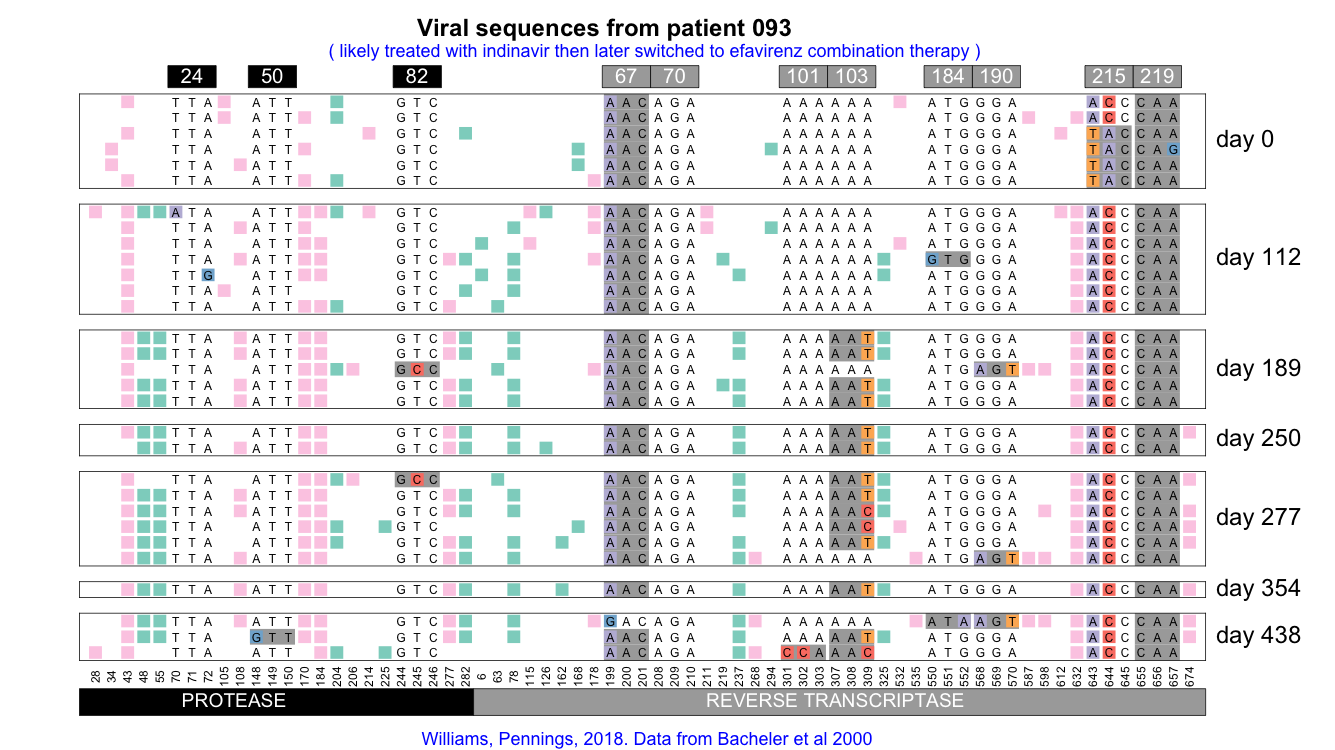 Viral sequences from patient 093
( likely treated with indinavir then later switched to efavirenz combination therapy )
24 50 82 67 70 101 103 184 190 215 219
T T A A T T G T C A A C A G A A A A A A A A T G G G A A C C C A A
T T A A T T G T C A A C A G A A A A A A A A T G G G A A C C C A A
T T A A T T G T C A A C A G A A A A A A A A T G G G A T A C C A A
day 0
T T A A T T G T C A A C A G A A A A A A A A T G G G A T A C C A G
T T A A T T G T C A A C A G A A A A A A A A T G G G A T A C C A A
T T A A T T G T C A A C A G A A A A A A A A T G G G A T A C C A A
A T A A T T G T C A A C A G A A A A A A A A T G G G A A C C C A A
T T A A T T G T C A A C A G A A A A A A A A T G G G A A C C C A A
T T A A T T G T C A A C A G A A A A A A A A T G G G A A C C C A A
T T A A T T G T C A A C A G A A A A A A A G T G G G A A C C C A A
day 112
T T G A T T G T C A A C A G A A A A A A A A T G G G A A C C C A A
T T A A T T G T C A A C A G A A A A A A A A T G G G A A C C C A A
T T A A T T G T C A A C A G A A A A A A A A T G G G A A C C C A A
T T A A T T G T C A A C A G A A A A A A T A T G G G A A C C C A A
T T A A T T G T C A A C A G A A A A A A T A T G G G A A C C C A A
T T A A T T G C C A A C A G A A A A A A A A T G A G T A C C C A A
day 189
T T A A T T G T C A A C A G A A A A A A T A T G G G A A C C C A A
T T A A T T G T C A A C A G A A A A A A T A T G G G A A C C C A A
T T A A T T G T C A A C A G A A A A A A T A T G G G A A C C C A A
day 250
T T A A T T G T C A A C A G A A A A A A T A T G G G A A C C C A A
T T A A T T G C C A A C A G A A A A A A T A T G G G A A C C C A A
T T A A T T G T C A A C A G A A A A A A T A T G G G A A C C C A A
T T A A T T G T C A A C A G A A A A A A C A T G G G A A C C C A A
day 277
T T A A T T G T C A A C A G A A A A A A C A T G G G A A C C C A A
T T A A T T G T C A A C A G A A A A A A T A T G G G A A C C C A A
T T A A T T G T C A A C A G A A A A A A A A T G A G T A C C C A A
T T A A T T G T C A A C A G A A A A A A T A T G G G A A C C C A A
day 354
T T A A T T G T C G A C A G A A A A A A A A T A A G T A C C C A A
T T A G T T G T C A A C A G A A A A A A T A T G G G A A C C C A A
day 438
T T A A T T G T C A A C A G A C C A A A C A T G G G A A C C C A A
28 34 43 48 55 70 71 72 105 108 148 149 150 170 184 204 206 214 225 244 245 246 277 282 6 63 78 115 126 162 168 178 199 200 201 208 209 210 211 219 237 268 294 301 302 303 307 308 309 325 532 535 550 551 552 568 569 570 587 598 612 632 643 644 645 655 656 657 674
PROTEASE REVERSE TRANSCRIPTASE
Williams, Pennings, 2018. Data from Bacheler et al 2000